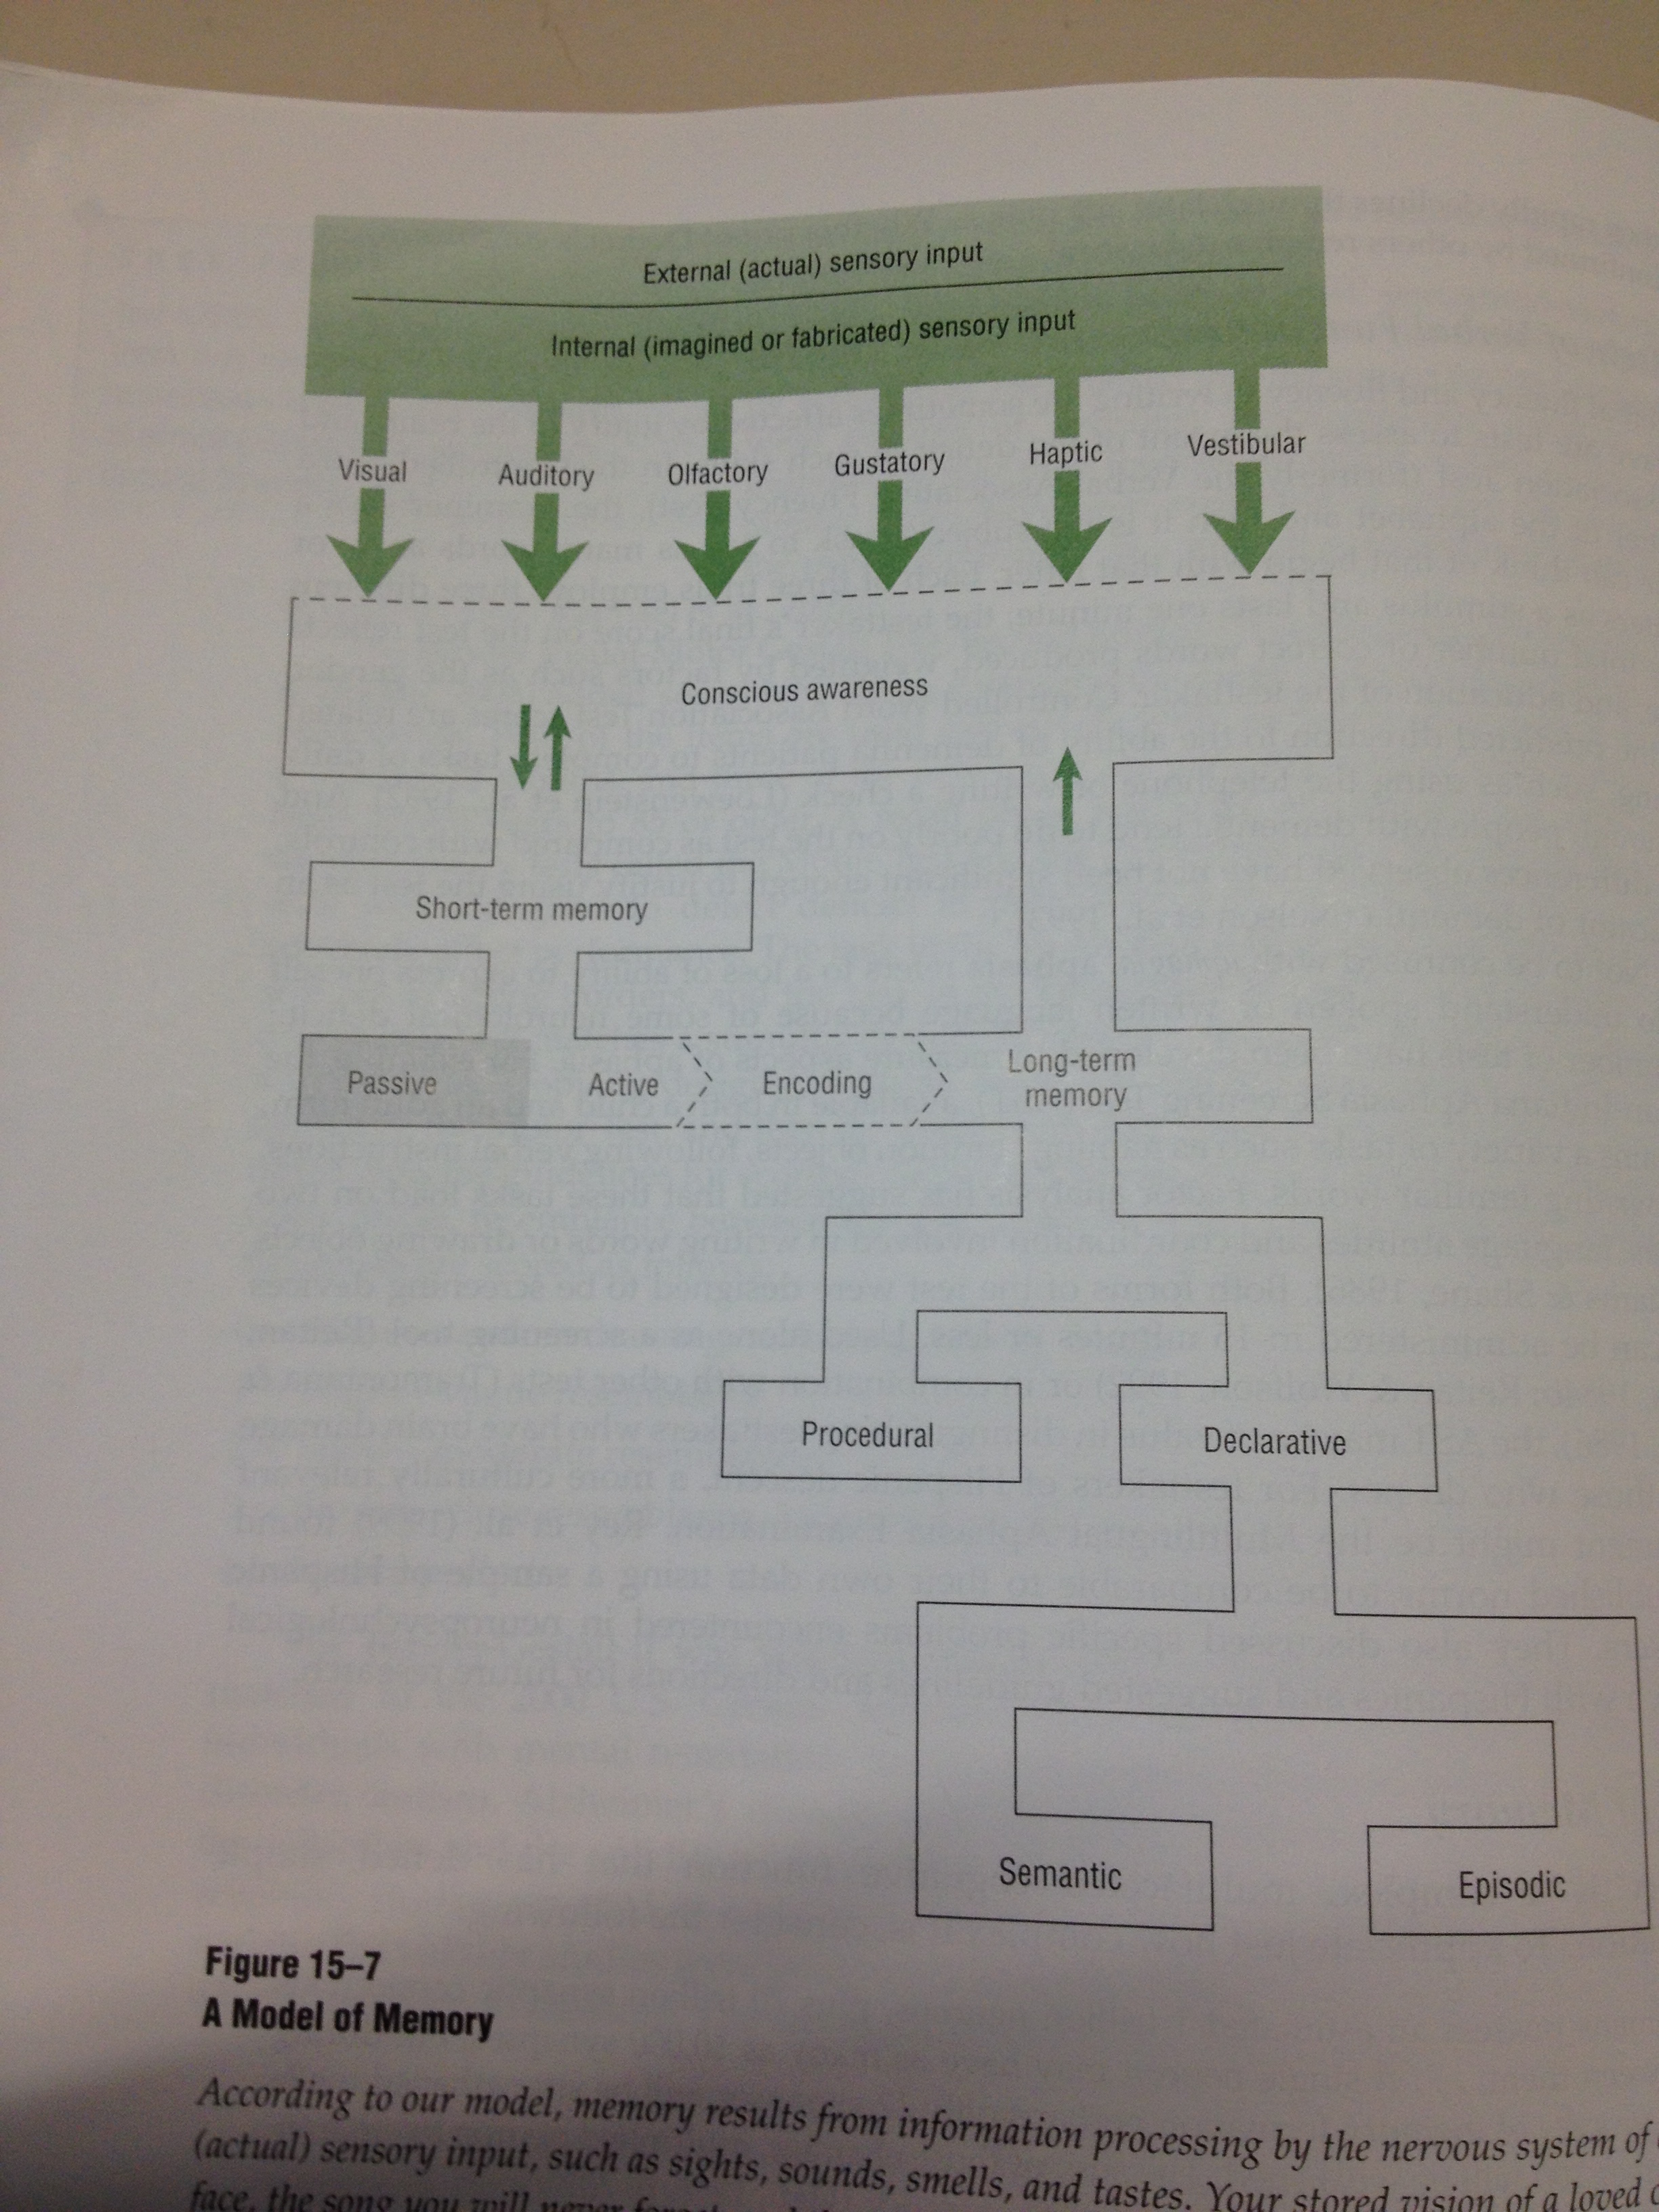 External (actual) sensory input
Internal (imagined or fabricated) sensory input
Visual
Auditory
Olfactory
Gustatory
Haptic
Vestibular
Conscious awareness
Short-term memory
Passive
Active
Encoding
Long-term
memory
Procedural
Declarative
Semantic
Episodic
Figure 15–7
A Model of Memory
According to our model, memory results from information processing by the nervous system of
(actual) sensory input, such as sights, sounds, smells, and tastes. Your stored vision of a loved
face, the song you will never